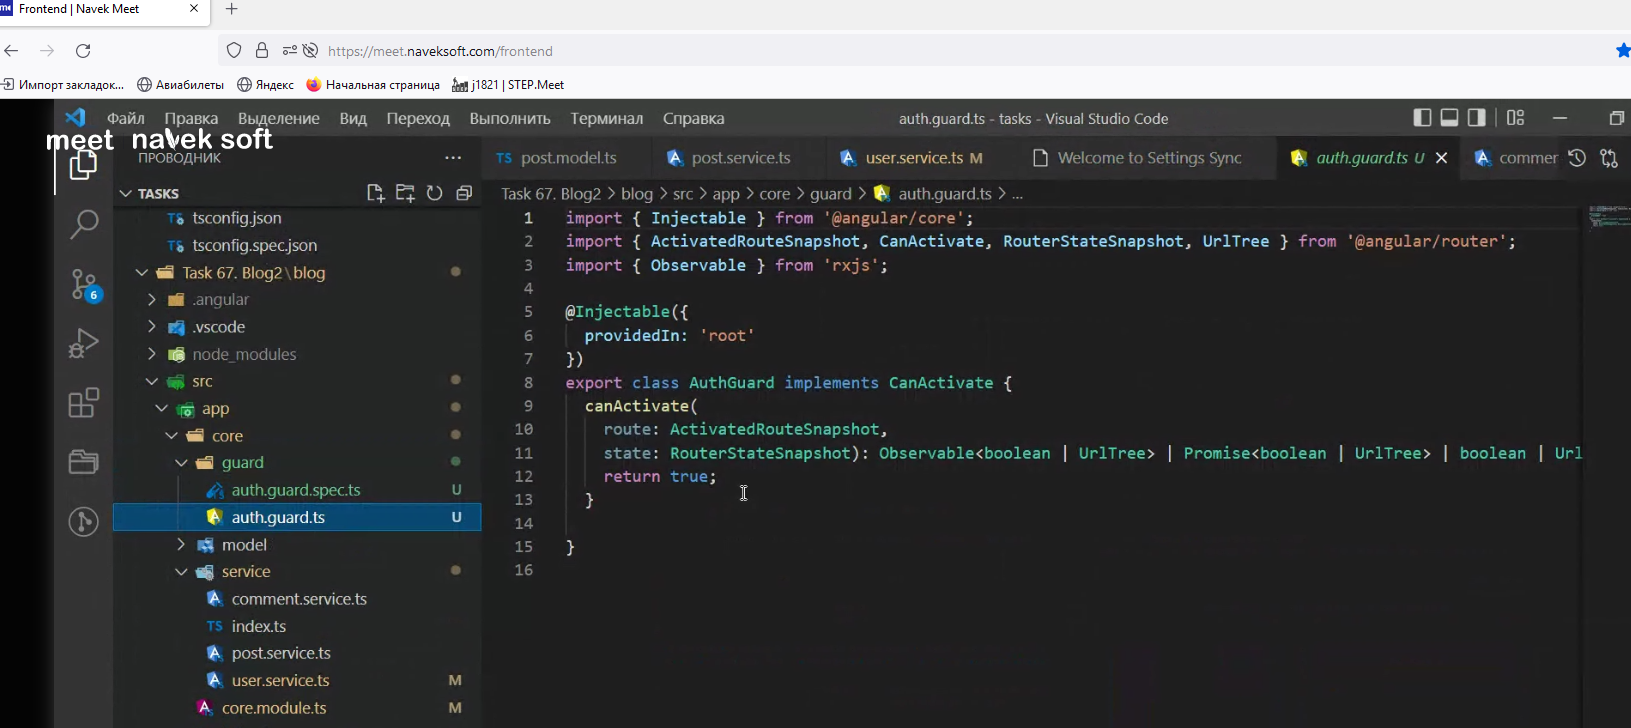 Frontend | Navek Meet
https://meet.naveksoft.com/frontend
Импорт закладок... Авиабилеты Яндекс Начальная страница j1821 | STEP.Meet
Файл Правка Выделение Вид Переход Выполнить Терминал Справка auth.guard.ts - tasks - Visual Studio Code
meet navek soft
ПРОВОДНИК ...
TS post.model.ts post.service.ts user.service.ts M Welcome to Settings Sync auth.guard.ts U commer
TASKS
Task 67. Blog2 > blog > src > app > core > guard > auth.guard.ts > ...
TS tsconfig.json
TS tsconfig.spec.json
Task 67. Blog2 \ blog
.angular
.vscode
node_modules
src
app
core
guard
auth.guard.spec.ts U
auth.guard.ts U
model
service
comment.service.ts
TS index.ts
post.service.ts
user.service.ts M
core.module.ts M
6
1 import { Injectable } from '@angular/core';
2 import { ActivatedRouteSnapshot, CanActivate, RouterStateSnapshot, UrlTree } from '@angular/router';
3 import { Observable } from 'rxjs';
4
5 @Injectable({
6 providedIn: 'root'
7 })
8 export class AuthGuard implements CanActivate {
9 canActivate(
10 route: ActivatedRouteSnapshot,
11 state: RouterStateSnapshot): Observable<boolean | UrlTree> | Promise<boolean | UrlTree> | boolean | Url
12 return true;
13 }
14
15 }
16